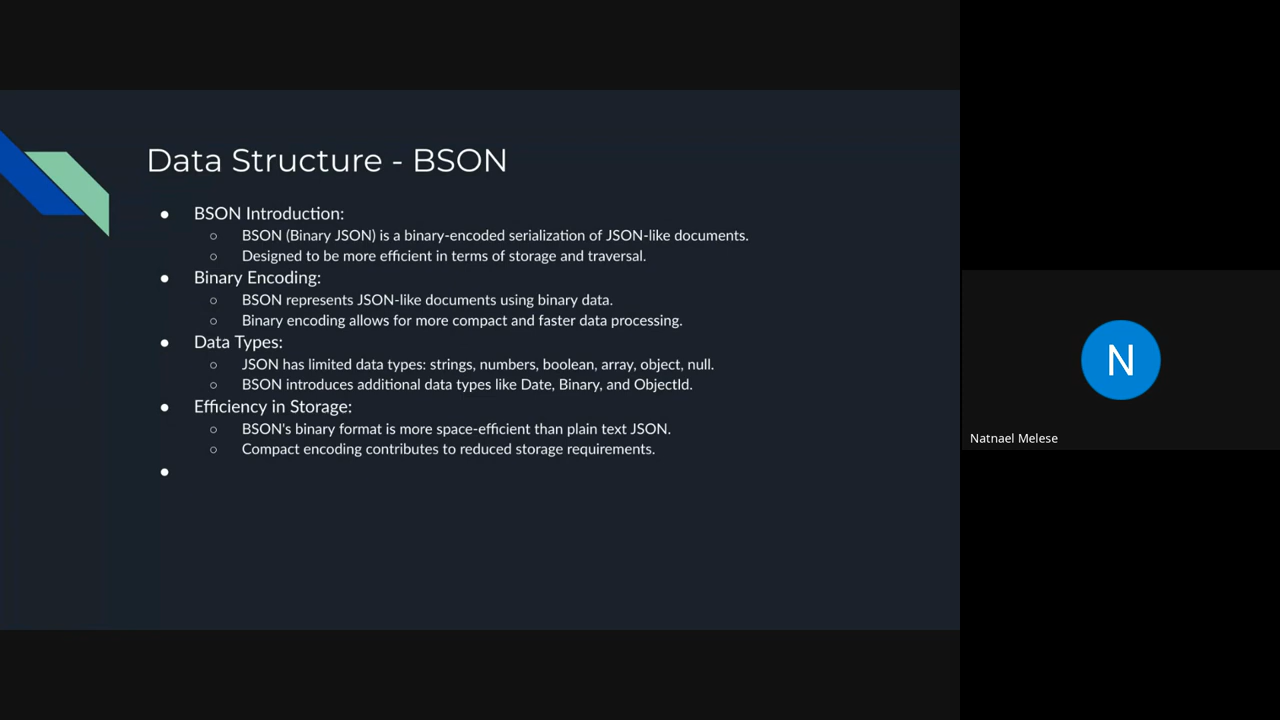 Data Structure - BSON
● BSON Introduction:
○ BSON (Binary JSON) is a binary-encoded serialization of JSON-like documents.
○ Designed to be more efficient in terms of storage and traversal.
● Binary Encoding:
○ BSON represents JSON-like documents using binary data.
○ Binary encoding allows for more compact and faster data processing.
● Data Types:
○ JSON has limited data types: strings, numbers, boolean, array, object, null.
○ BSON introduces additional data types like Date, Binary, and ObjectId.
● Efficiency in Storage:
○ BSON's binary format is more space-efficient than plain text JSON.
○ Compact encoding contributes to reduced storage requirements.
●
N
Natnael Melese